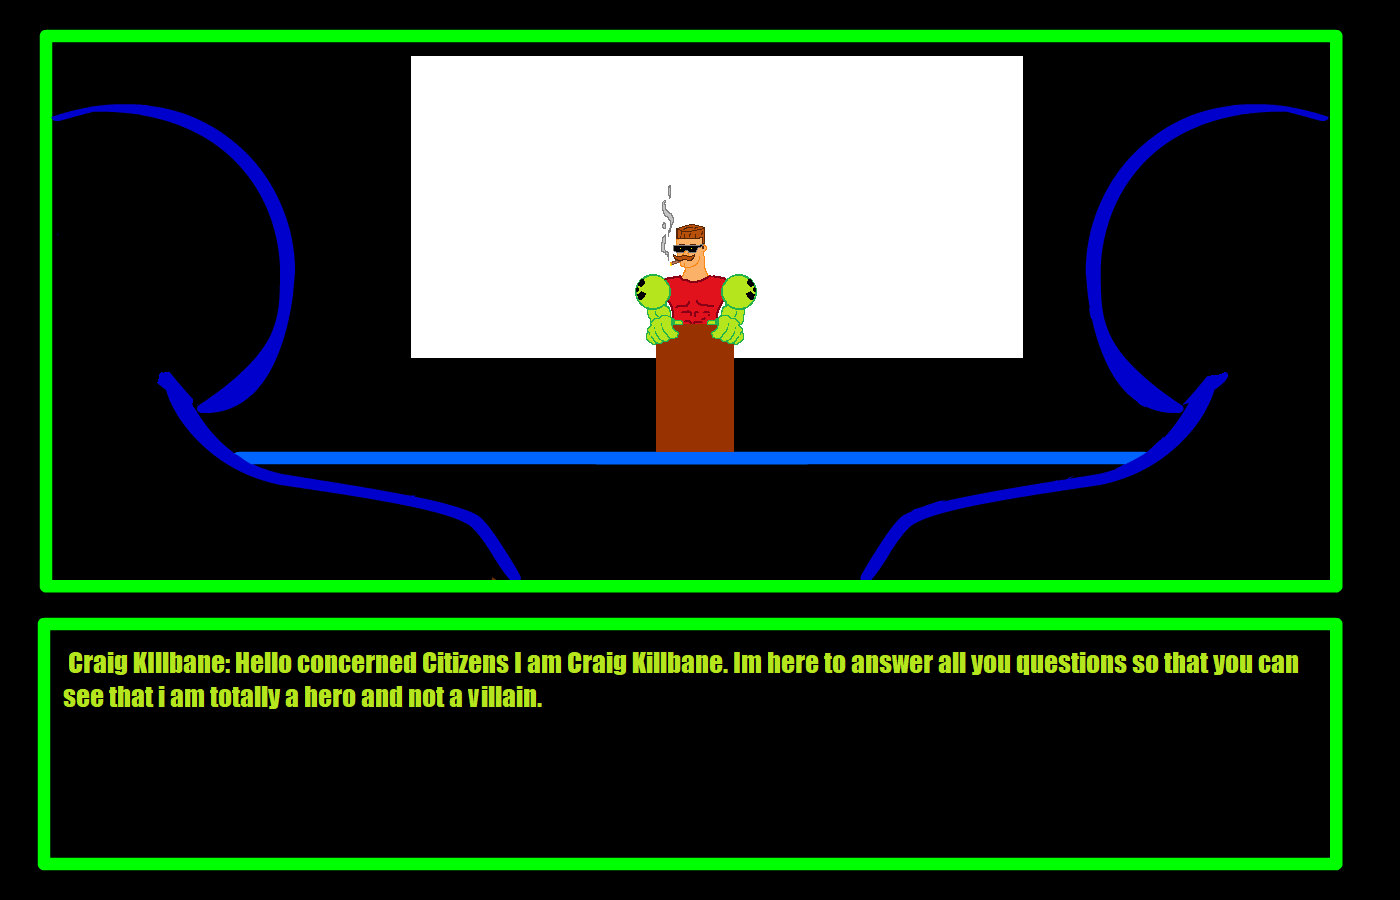 Craig KIllbane: Hello concerned Citizens I am Craig Killbane. Im here to answer all you questions so that you can
see that i am totally a hero and not a villain.